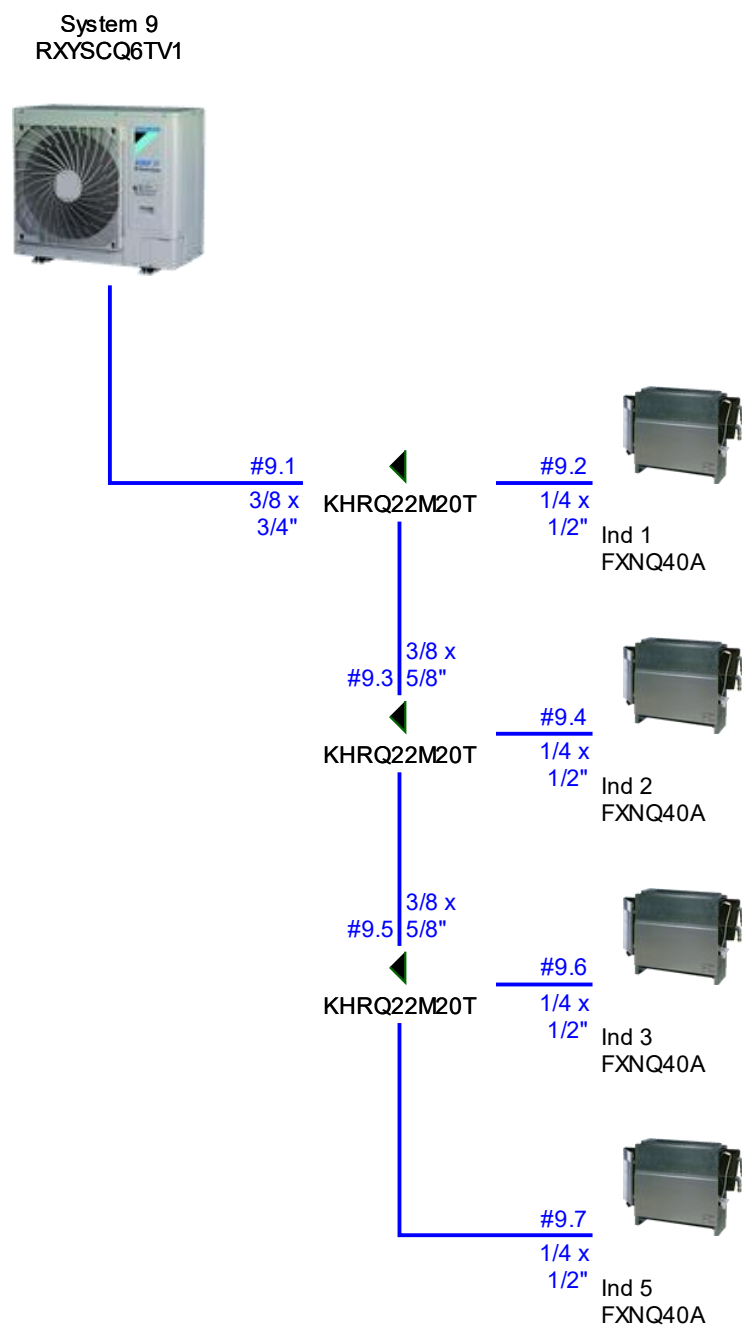 System 9
RXYSCQ6TV1
DAIKIN
#9.1
3/8 x
3/4"
KHRQ22M20T
#9.2
1/4 x
1/2"
Ind 1
FXNQ40A
3/8 x
#9.3 5/8"
KHRQ22M20T
#9.4
1/4 x
1/2"
Ind 2
FXNQ40A
3/8 x
#9.5 5/8"
KHRQ22M20T
#9.6
1/4 x
1/2"
Ind 3
FXNQ40A
#9.7
1/4 x
1/2"
Ind 5
FXNQ40A